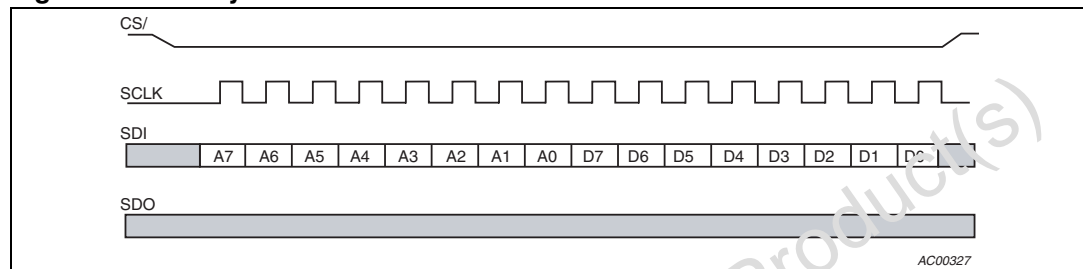 CS/
SCLK
SDI
A7 A6 A5 A4 A3 A2 A1 A0 D7 D6 D5 D4 D3 D2 D1
SDO
Product(s)
AC00327